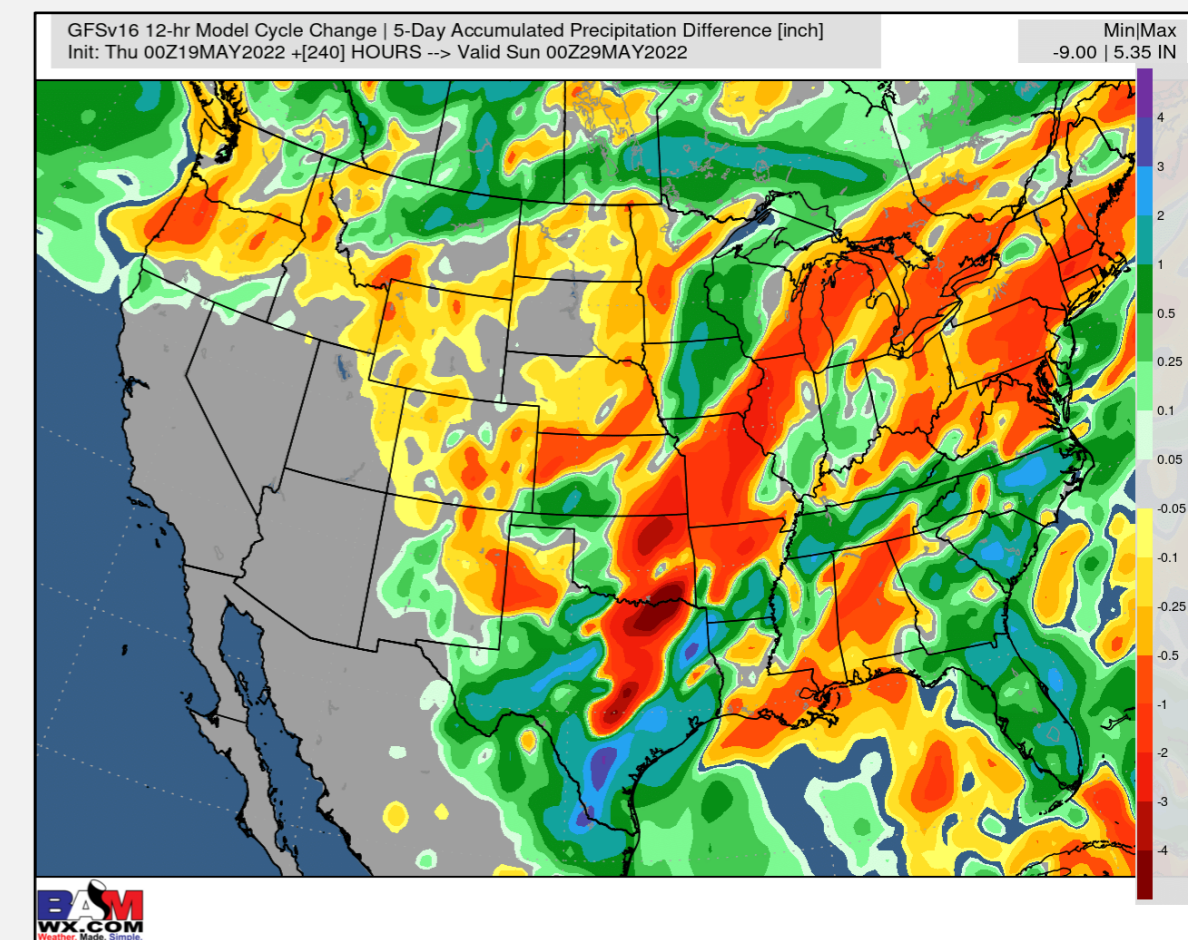 GFSv16 12-hr Model Cycle Change | 5-Day Accumulated Precipitation Difference [inch]
Init: Thu 00Z19MAY2022 +[240] HOURS --> Valid Sun 00Z29MAY2022
Min|Max
-9.00 | 5.35 IN
4
3
2
1
0.5
0.25
0.1
0.05
-0.05
-0.1
-0.25
-0.5
-1
-2
-3
-4
BAM
WX.COM
Weather. Made. Simple.